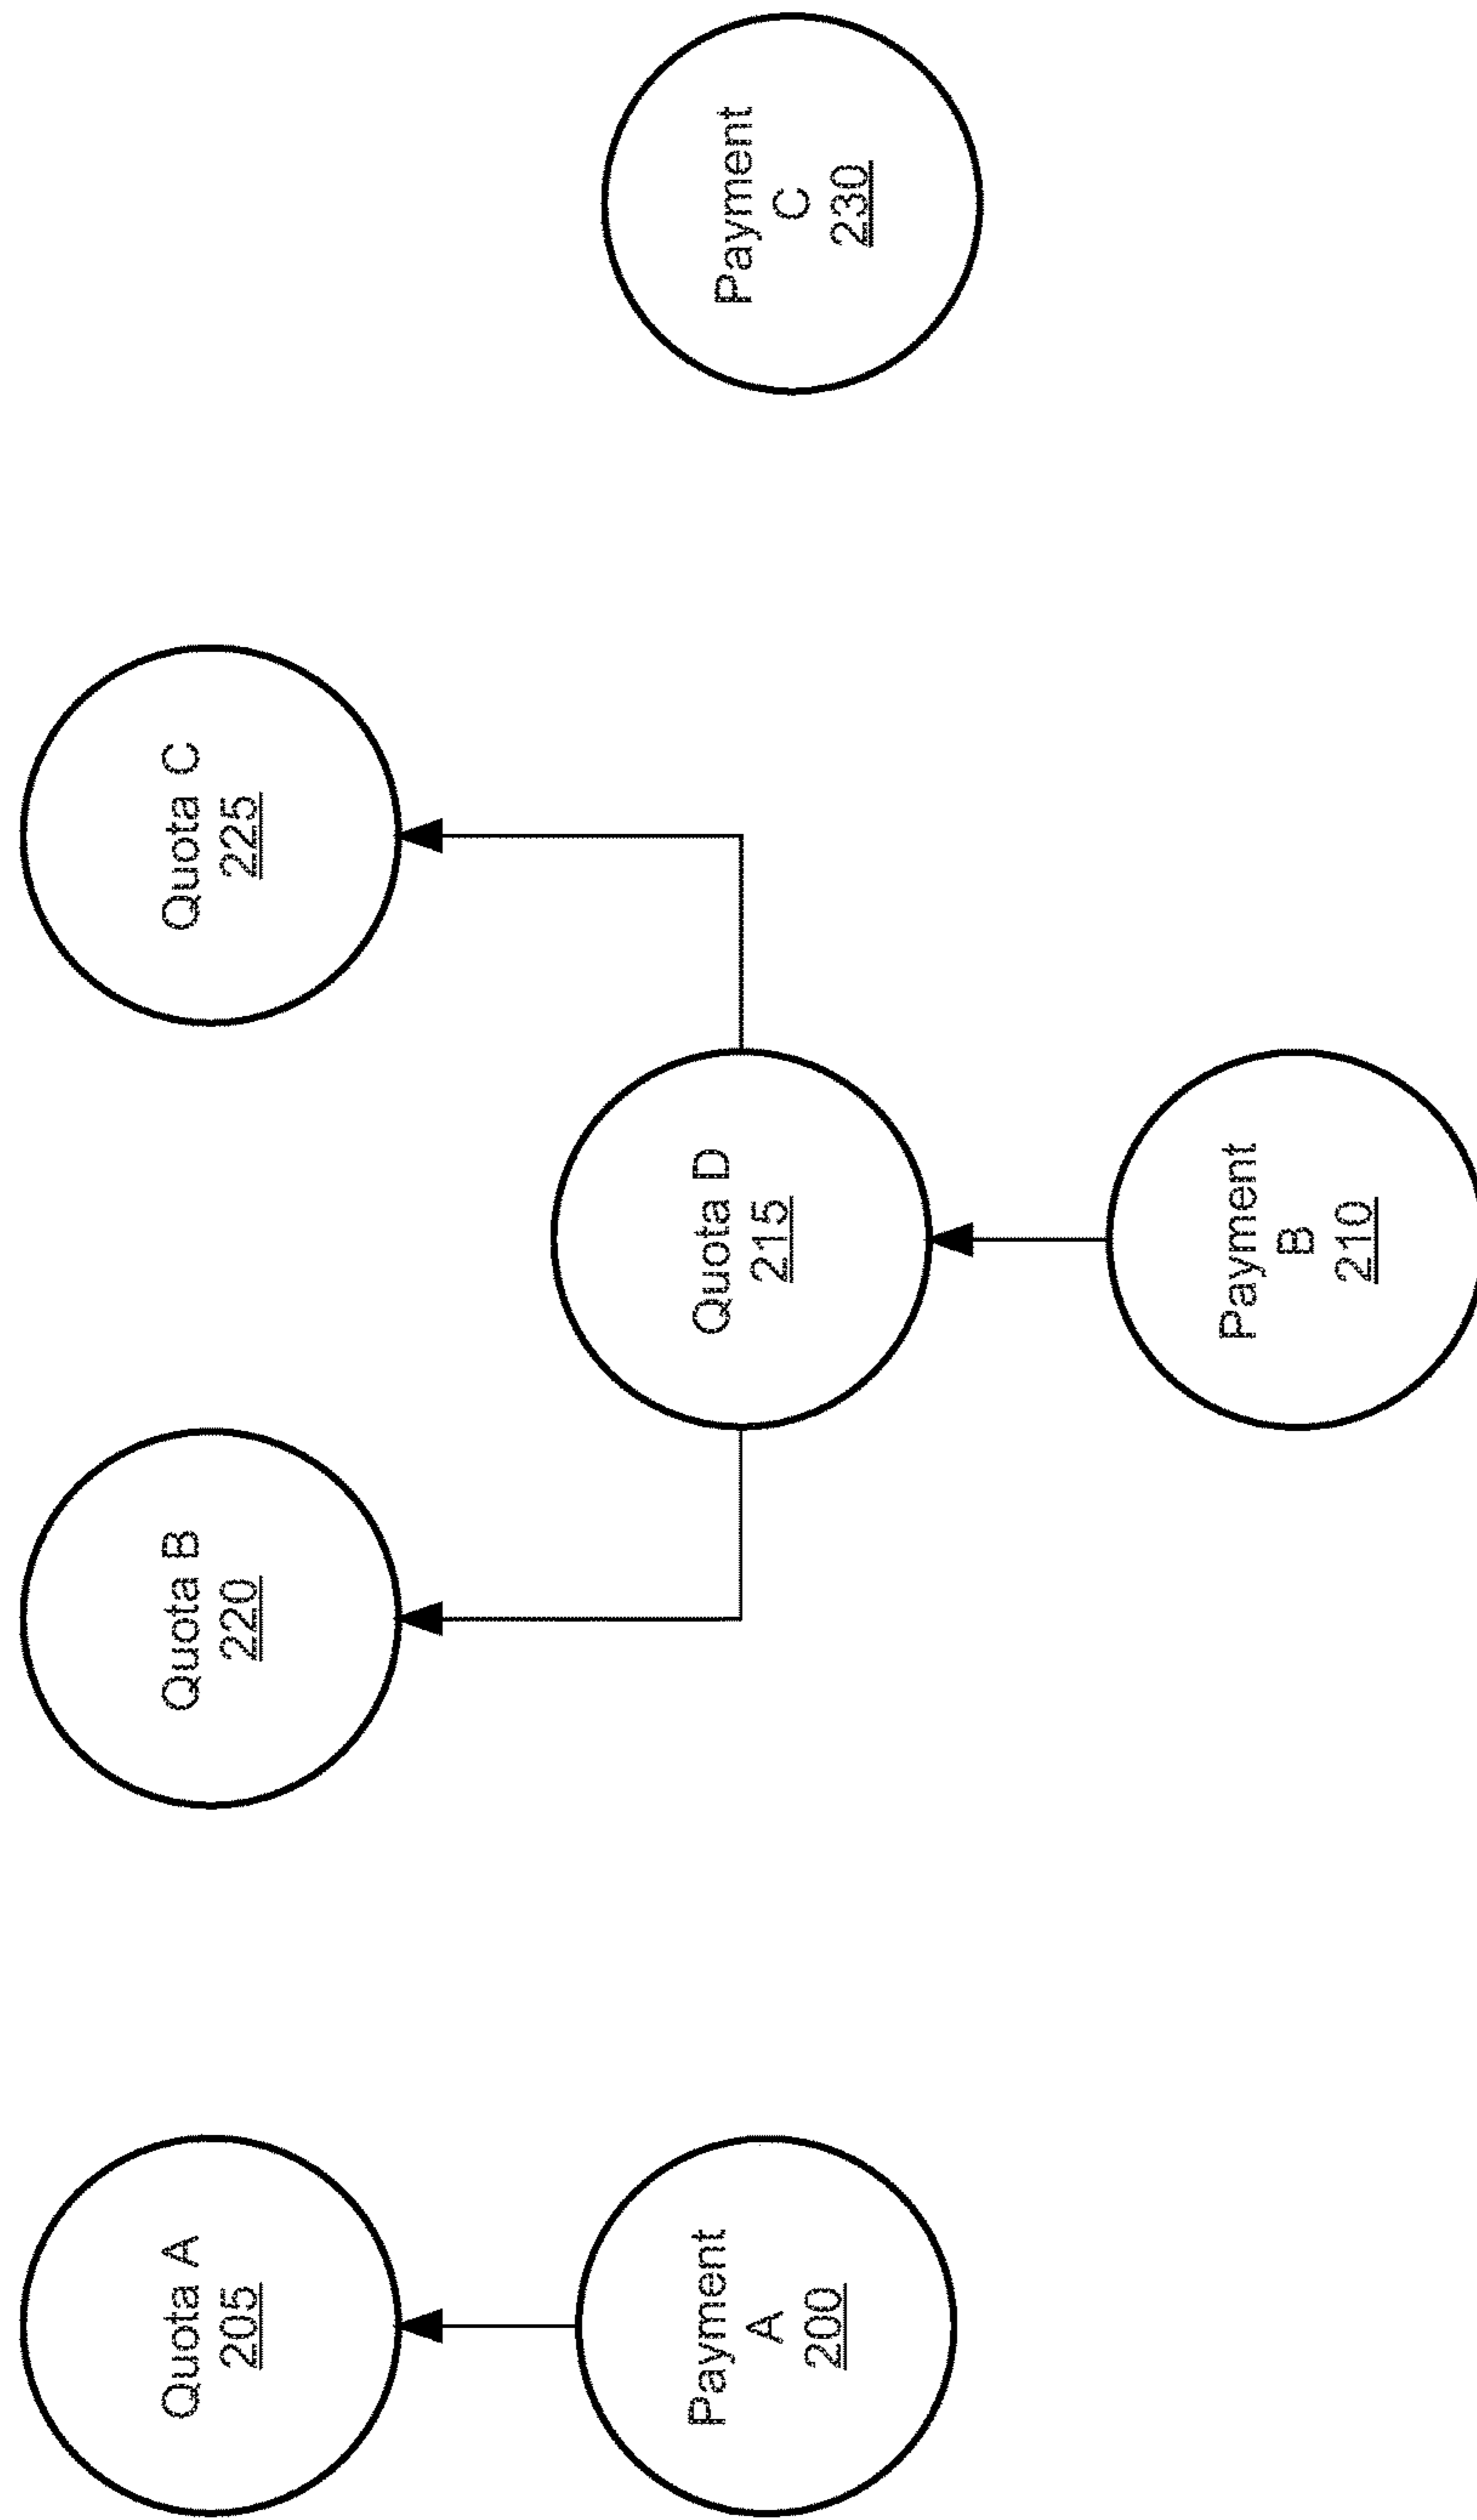 Quota A
205
Quota B
220
Quota C
225
Payment
A
200
Quota D
215
Payment
C
230
Payment
B
210